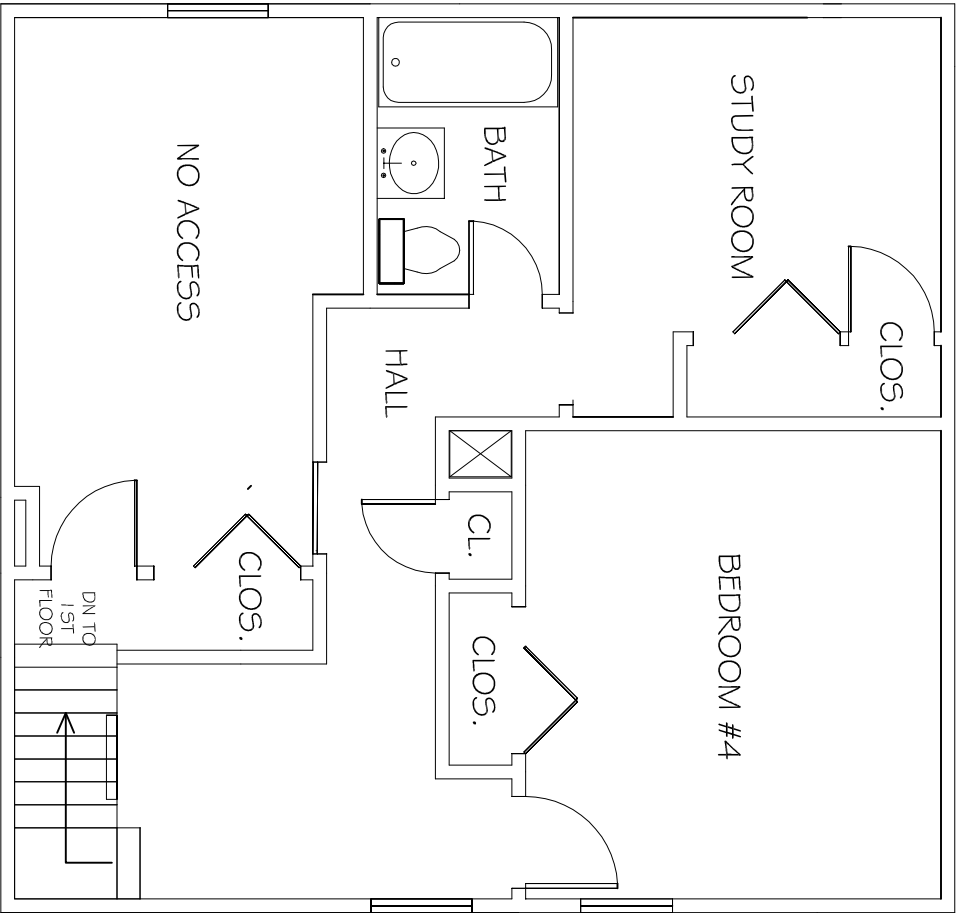 STUDY ROOM
CLOS.
BATH
NO ACCESS
HALL
CL.
CLOS.
CLOS.
BEDROOM #4
DN TO
1ST
FLOOR